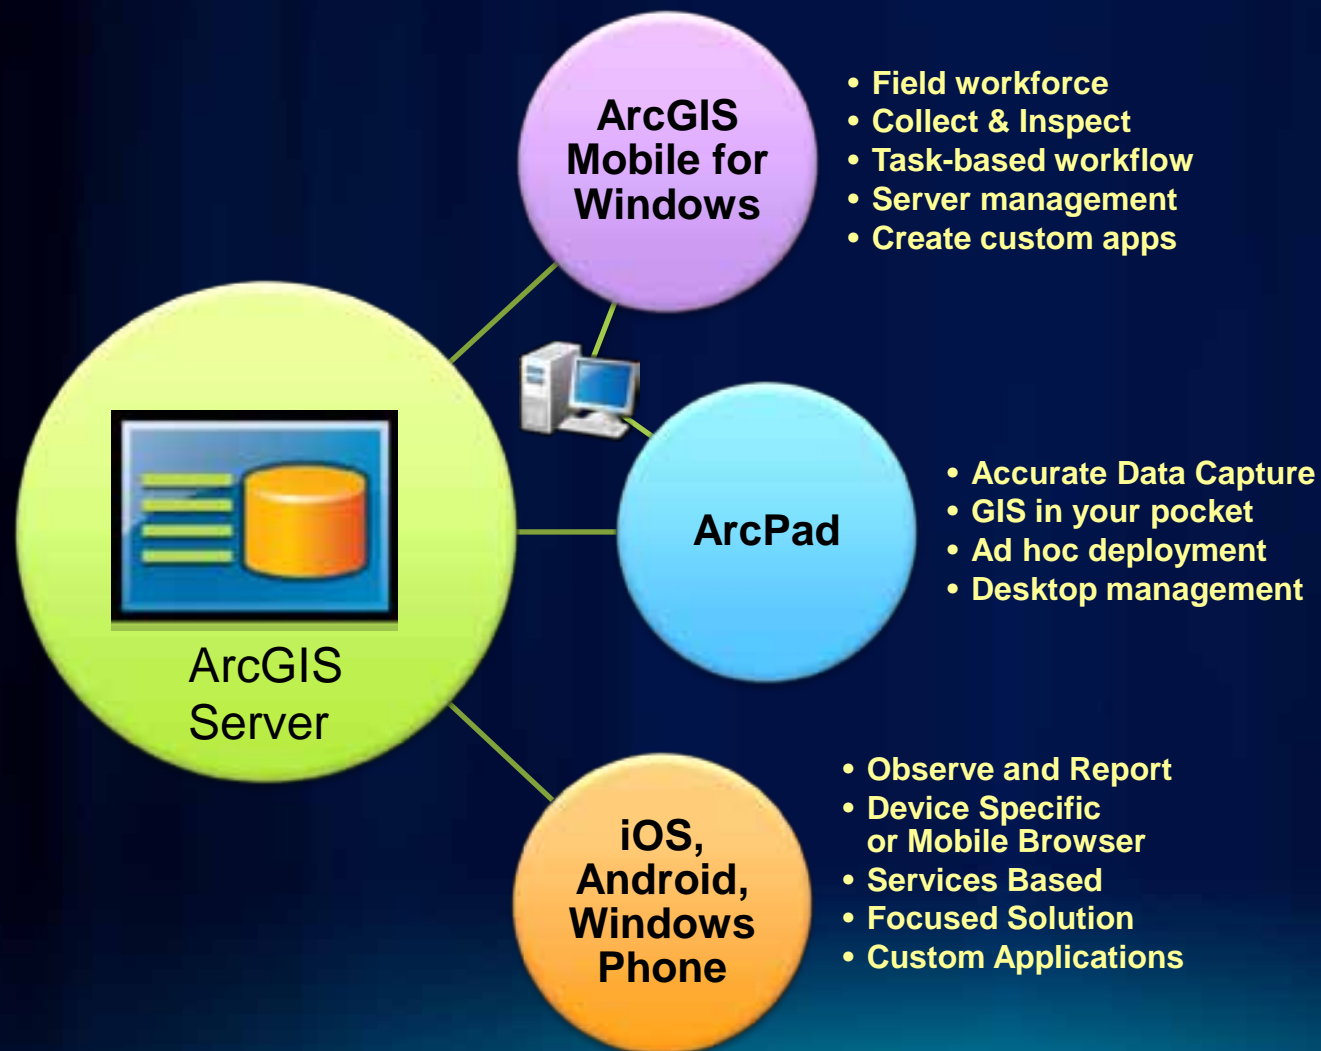 ArcGIS
Mobile for
Windows
• Field workforce
• Collect & Inspect
• Task-based workflow
• Server management
• Create custom apps
ArcGIS
Server
ArcPad
• Accurate Data Capture
• GIS in your pocket
• Ad hoc deployment
• Desktop management
iOS,
Android,
Windows
Phone
• Observe and Report
• Device Specific
or Mobile Browser
• Services Based
• Focused Solution
• Custom Applications